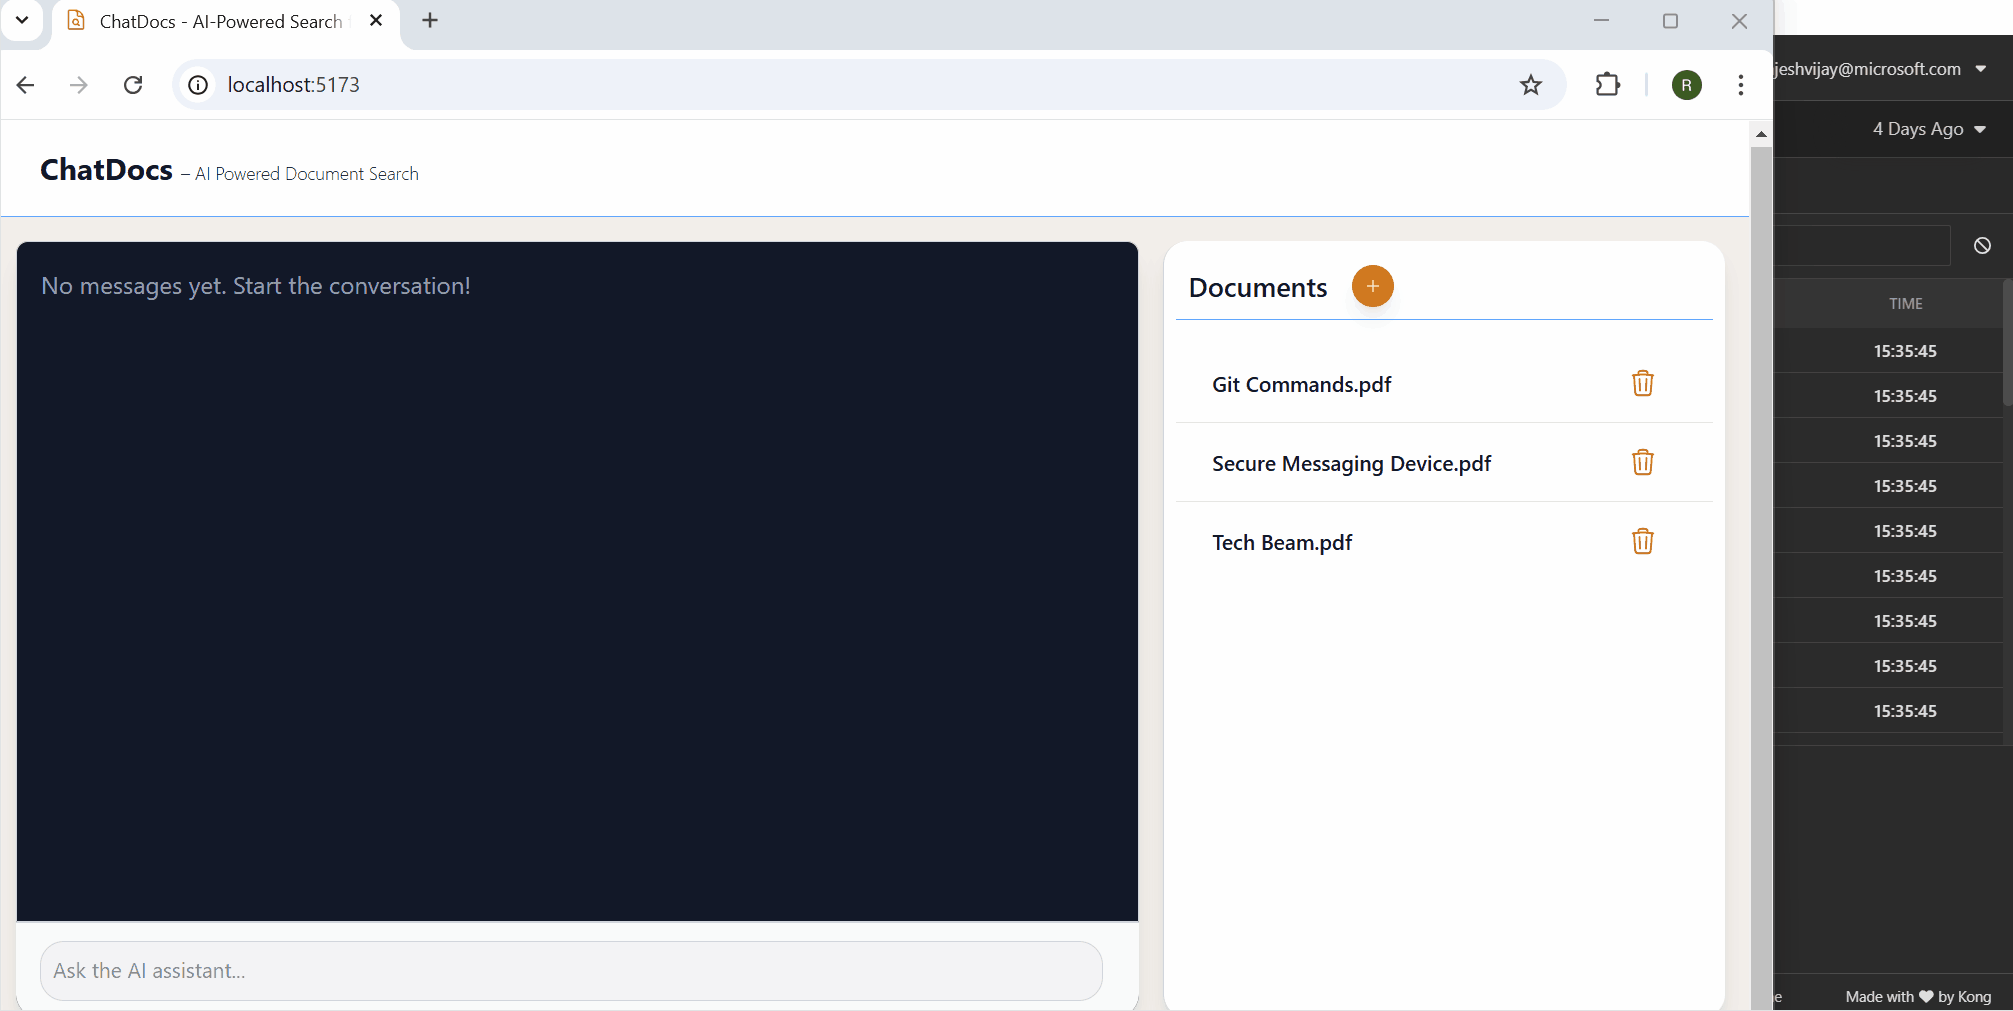 ChatDocs - AI-Powered Search
localhost:5173
R
ChatDocs – AI Powered Document Search
No messages yet. Start the conversation!
Ask the AI assistant...
Documents +
Git Commands.pdf
Secure Messaging Device.pdf
Tech Beam.pdf
jeshvijay@microsoft.com
4 Days Ago
TIME
15:35:45
15:35:45
15:35:45
15:35:45
15:35:45
15:35:45
15:35:45
15:35:45
15:35:45
e
Made with ❤ by Kong